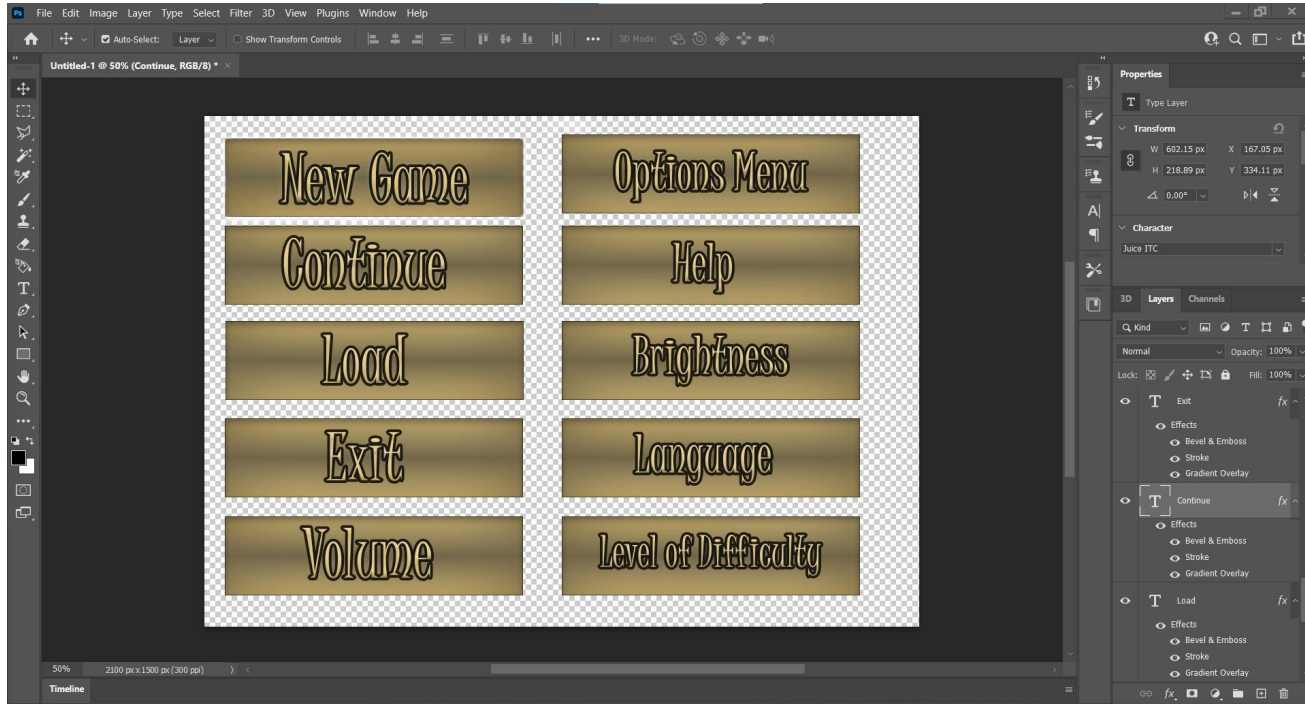 Ps File Edit Image Layer Type Select Filter 3D View Plugins Window Help
Auto-Select: Layer Show Transform Controls 3D Mode:
Untitled-1 @ 50% (Continue, RGB/8) * ×
New Game
Options Menu
Continue
Help
Load
Brightness
Exit
Language
Volume
Level of Difficulty
50% 2100 px x 1500 px (300 ppi)
Timeline
Properties
T Type Layer
Transform
W 602.15 px X 167.05 px
H 218.89 px Y 334.11 px
0.00°
Character
Juice ITC
3D Layers Channels
Kind
Normal Opacity: 100%
Lock: Fill: 100%
T Exit fx
Effects
Bevel & Emboss
Stroke
Gradient Overlay
T Continue fx
Effects
Bevel & Emboss
Stroke
Gradient Overlay
T Load fx
Effects
Bevel & Emboss
Stroke
Gradient Overlay
fx